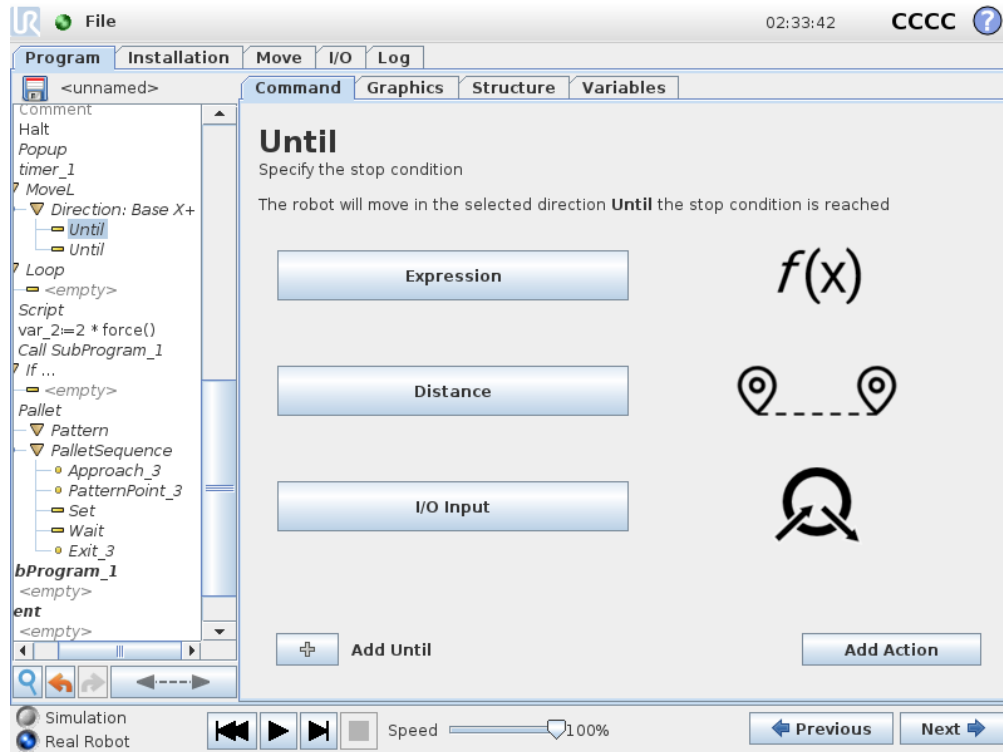 UR File 02:33:42 CCCC ?
Program Installation Move I/O Log
<unnamed>
Command Graphics Structure Variables
Comment
Halt
Popup
timer_1
MoveL
Direction: Base X+
Until
Until
Loop
<empty>
Script
var_2:=2 * force()
Call SubProgram_1
If ...
<empty>
Pallet
Pattern
PalletSequence
Approach_3
PatternPoint_3
Set
Wait
Exit_3
bProgram_1
<empty>
ent
<empty>
Until
Specify the stop condition
The robot will move in the selected direction Until the stop condition is reached
Expression f(x)
Distance
I/O Input
Add Until Add Action
Simulation
Real Robot
Speed 100%
Previous Next